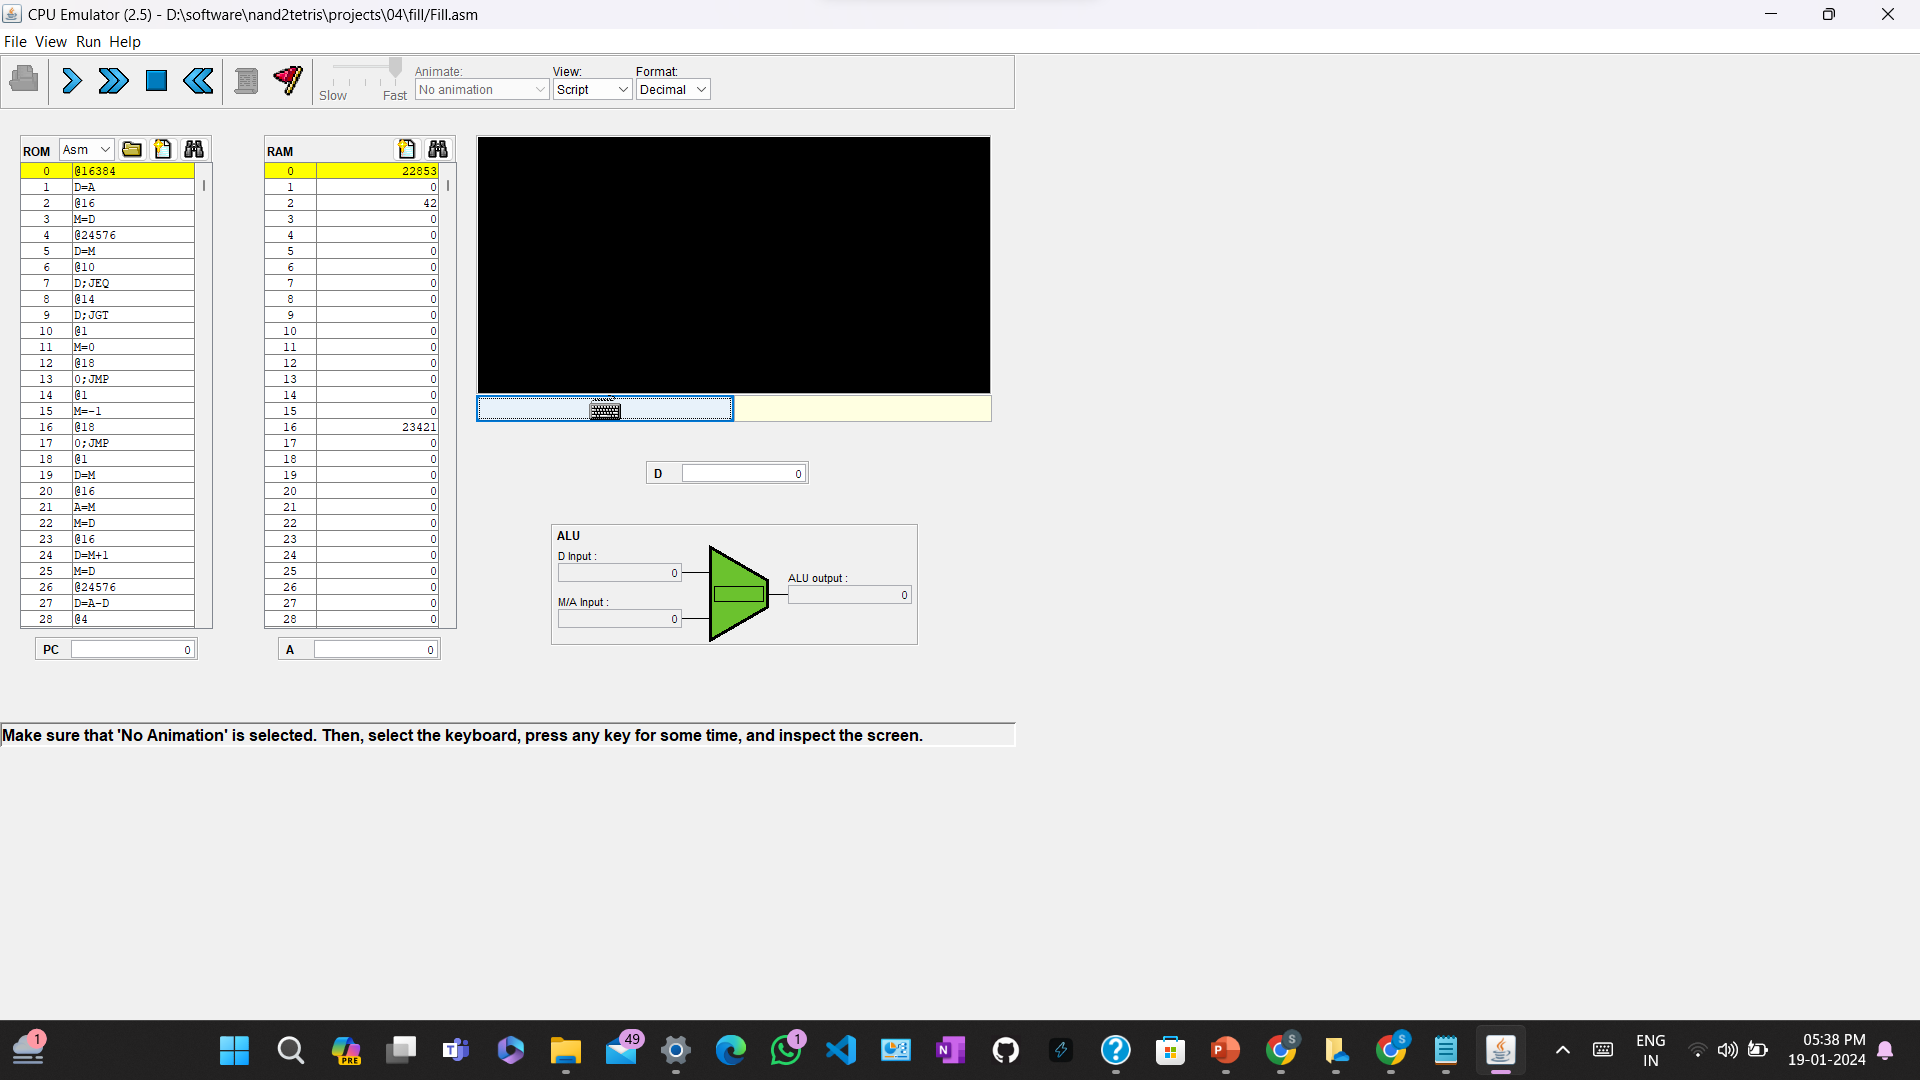 CPU Emulator (2.5) - D:\software\nand2tetris\projects\04\fill/Fill.asm
File View Run Help
Slow Fast
Animate:
No animation
View:
Script
Format:
Decimal
ROM Asm
0 @16384
1 D=A
2 @16
3 M=D
4 @24576
5 D=M
6 @10
7 D;JEQ
8 @14
9 D;JGT
10 @1
11 M=0
12 @18
13 0;JMP
14 @1
15 M=-1
16 @18
17 0;JMP
18 @1
19 D=M
20 @16
21 A=M
22 M=D
23 @16
24 D=M+1
25 M=D
26 @24576
27 D=A-D
28 @4
PC 0
RAM
0 22853
1 0
2 42
3 0
4 0
5 0
6 0
7 0
8 0
9 0
10 0
11 0
12 0
13 0
14 0
15 0
16 23421
17 0
18 0
19 0
20 0
21 0
22 0
23 0
24 0
25 0
26 0
27 0
28 0
A 0
D 0
ALU
D Input :
0
M/A Input :
0
ALU output :
0
Make sure that 'No Animation' is selected. Then, select the keyboard, press any key for some time, and inspect the screen.
1
PRE
49
1
N
P
S
S
ENG
IN
05:38 PM
19-01-2024